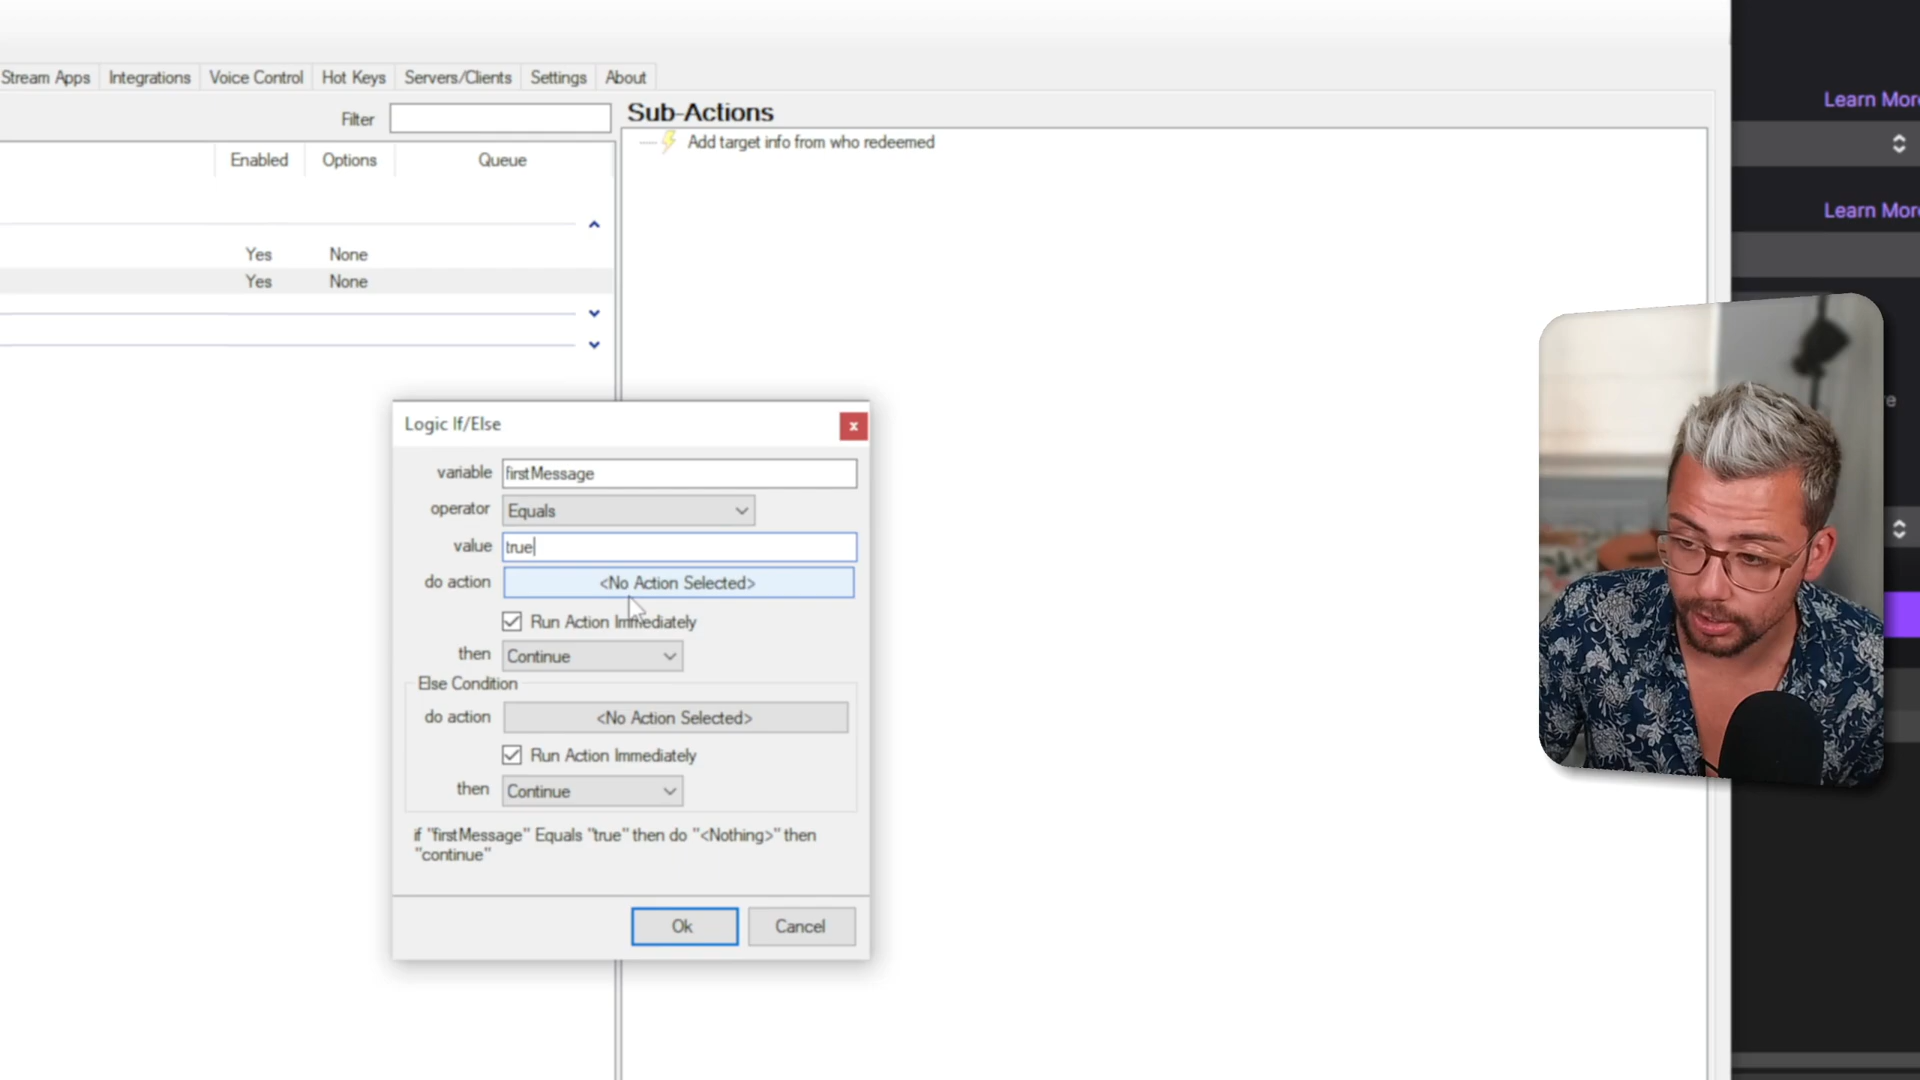 Stream Apps Integrations Voice Control Hot Keys Servers/Clients Settings About
Filter
Enabled Options Queue
Yes None
Yes None
Sub-Actions
Add target info from who redeemed
Logic If/Else
x
variable firstMessage
operator Equals
value true
do action <No Action Selected>
Run Action Immediately
then Continue
Else Condition
do action <No Action Selected>
Run Action Immediately
then Continue
if "firstMessage" Equals "true" then do "<Nothing>" then
"continue"
Ok Cancel
Learn More
Learn More